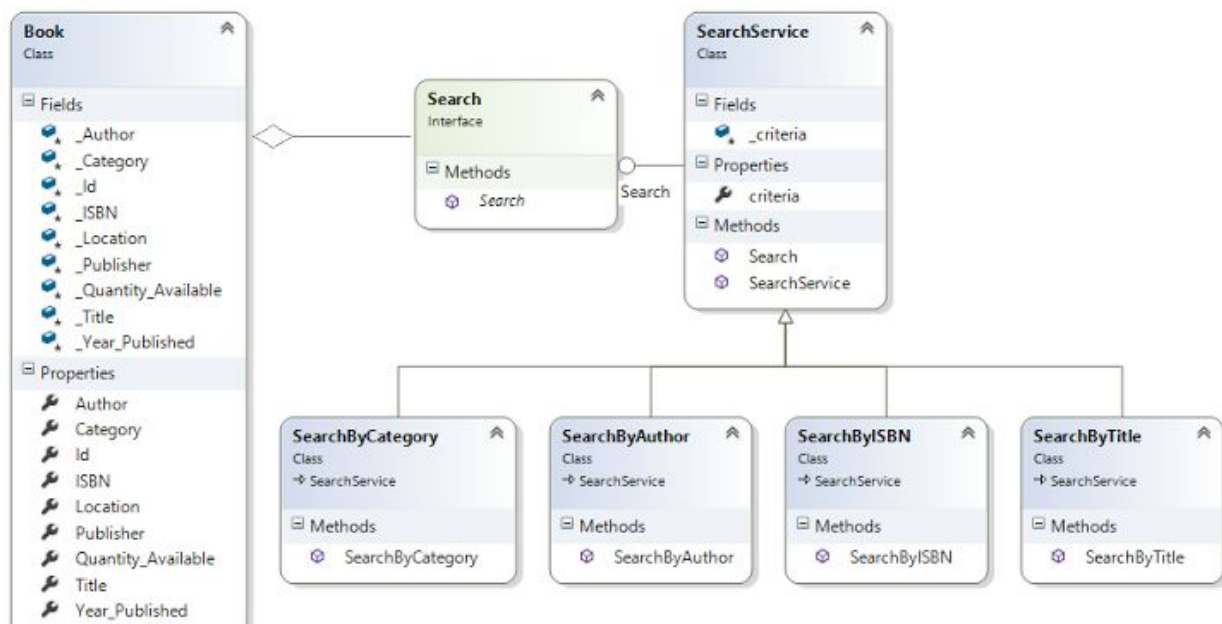 Book
Class
Fields
_Author
_Category
_Id
_ISBN
_Location
_Publisher
_Quantity_Available
_Title
_Year_Published
Properties
Author
Category
Id
ISBN
Location
Publisher
Quantity_Available
Title
Year_Published
Search
Interface
Methods
Search
Search
SearchService
Class
Fields
_criteria
Properties
criteria
Methods
Search
SearchService
SearchByCategory
Class
SearchService
Methods
SearchByCategory
SearchByAuthor
Class
SearchService
Methods
SearchByAuthor
SearchByISBN
Class
SearchService
Methods
SearchByISBN
SearchByTitle
Class
SearchService
Methods
SearchByTitle